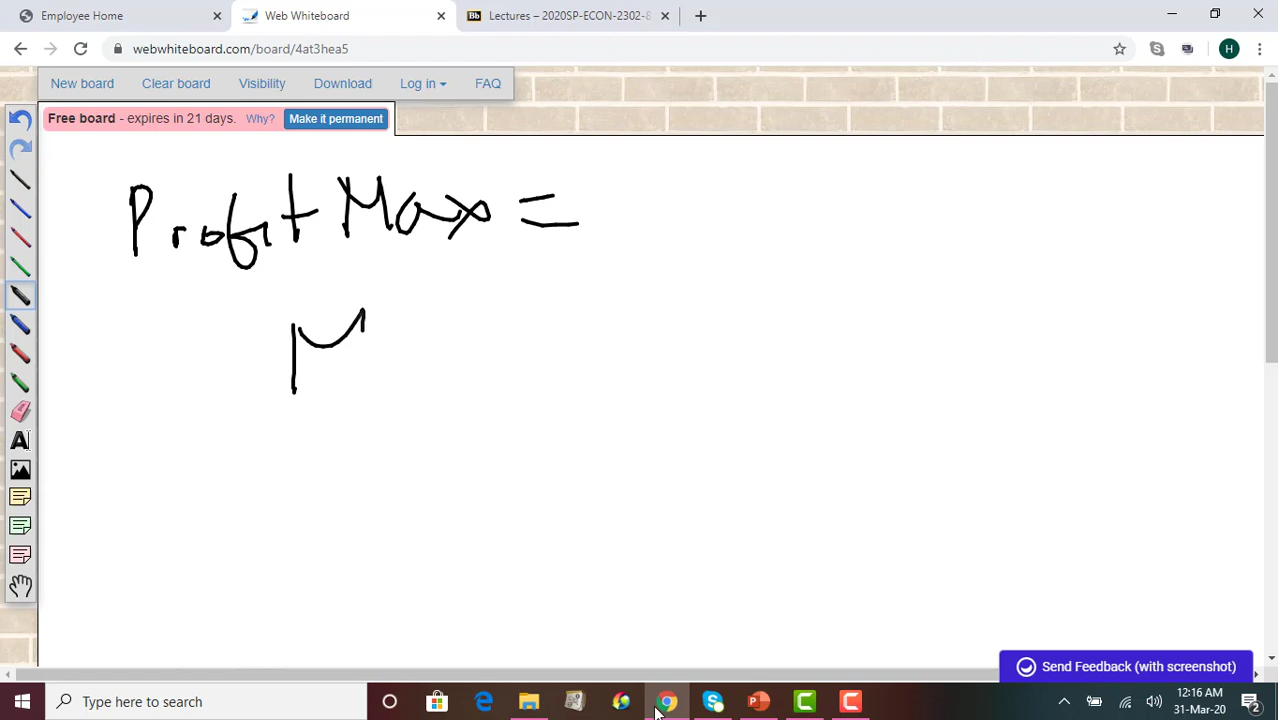 Employee Home
Web Whiteboard
Bb
Lectures – 2020SP-ECON-2302-8
webwhiteboard.com/board/4at3hea5
H
New board
Clear board
Visibility
Download
Log in
FAQ
Free board - expires in 21 days.
Why?
Make it permanent
Profit Max =
M
A
Send Feedback (with screenshot)
Type here to search
12:16 AM
31-Mar-20
2